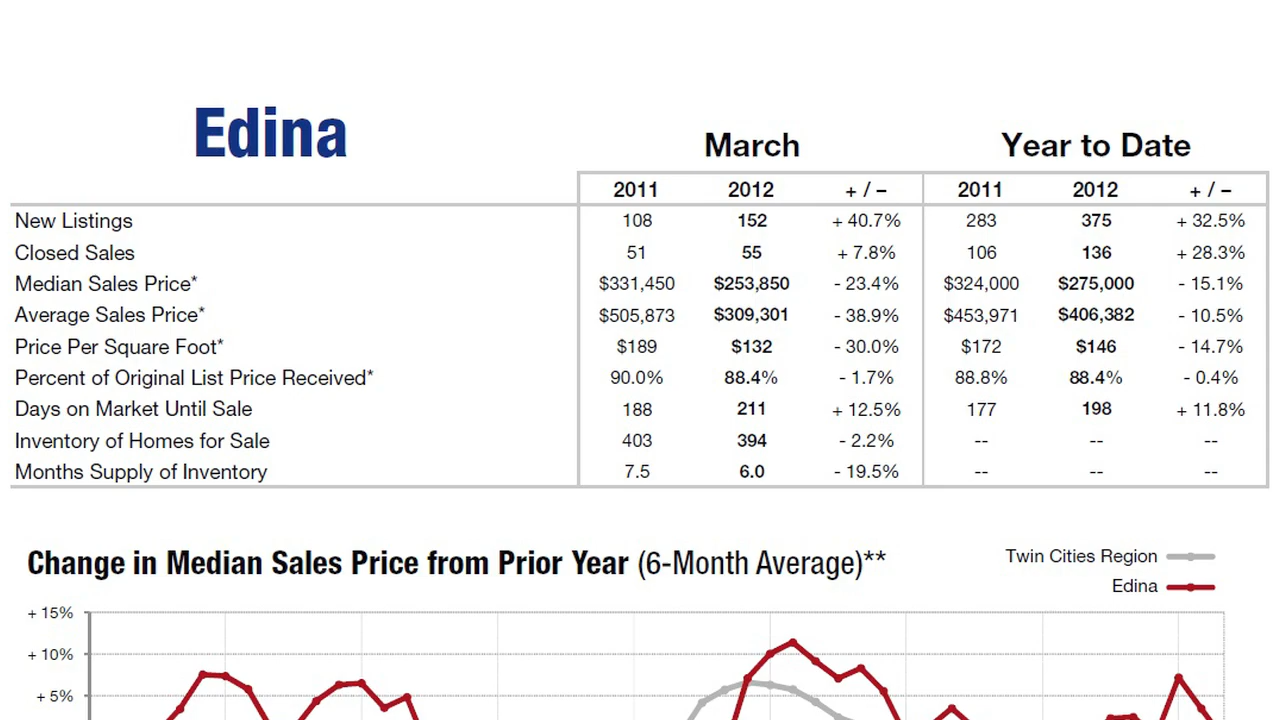 Edina
March Year to Date
2011 2012 + / – 2011 2012 + / –
New Listings 108 152 + 40.7% 283 375 + 32.5%
Closed Sales 51 55 + 7.8% 106 136 + 28.3%
Median Sales Price* $331,450 $253,850 - 23.4% $324,000 $275,000 - 15.1%
Average Sales Price* $505,873 $309,301 - 38.9% $453,971 $406,382 - 10.5%
Price Per Square Foot* $189 $132 - 30.0% $172 $146 - 14.7%
Percent of Original List Price Received* 90.0% 88.4% - 1.7% 88.8% 88.4% - 0.4%
Days on Market Until Sale 188 211 + 12.5% 177 198 + 11.8%
Inventory of Homes for Sale 403 394 - 2.2% -- -- --
Months Supply of Inventory 7.5 6.0 - 19.5% -- -- --
Change in Median Sales Price from Prior Year (6-Month Average)**
Twin Cities Region
Edina
+ 15%
+ 10%
+ 5%